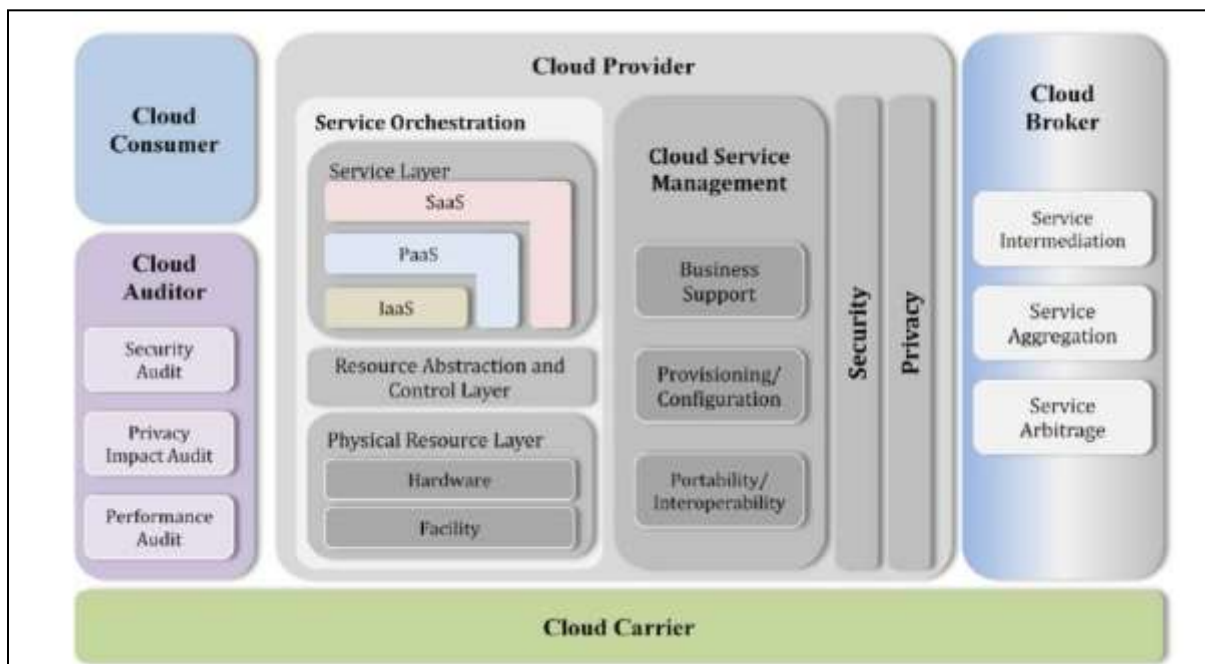 Cloud
Consumer
Cloud
Auditor
Security
Audit
Privacy
Impact Audit
Performance
Audit
Cloud Provider
Service Orchestration
Service Layer
SaaS
PaaS
IaaS
Resource Abstraction and
Control Layer
Physical Resource Layer
Hardware
Facility
Cloud Service
Management
Business
Support
Provisioning/
Configuration
Portability/
Interoperability
Security
Privacy
Cloud
Broker
Service
Intermediation
Service
Aggregation
Service
Arbitrage
Cloud Carrier